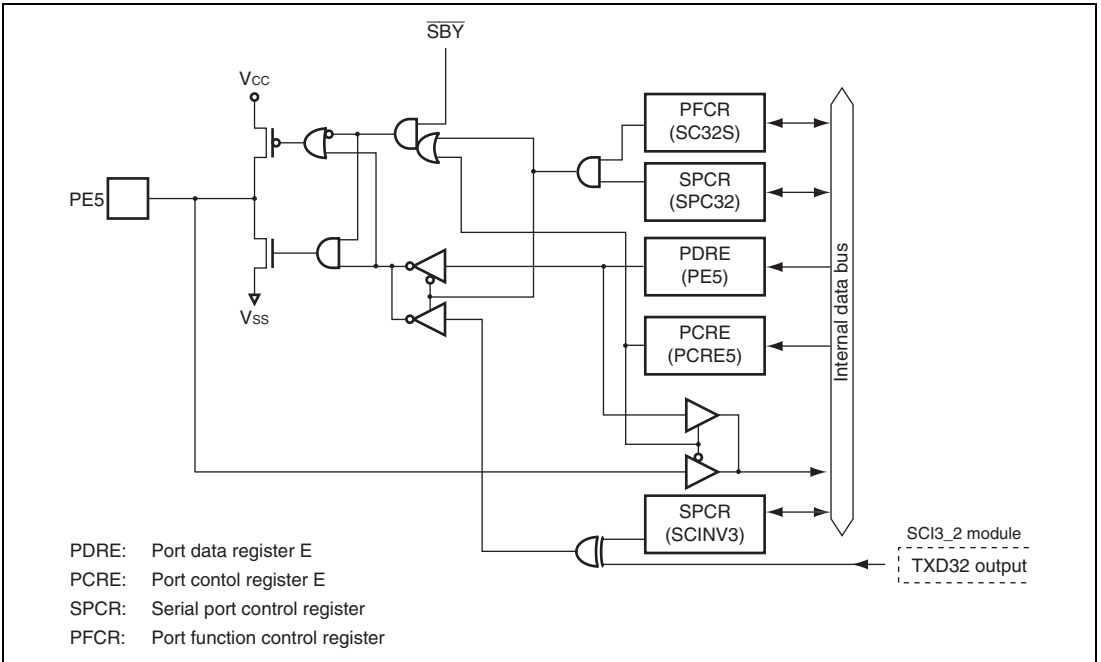 SBY
VCC
PE5
VSS
PFCR
(SC32S)
SPCR
(SPC32)
PDRE
(PE5)
PCRE
(PCRE5)
SPCR
(SCINV3)
Internal data bus
SCI3_2 module
TXD32 output
PDRE: Port data register E
PCRE: Port contol register E
SPCR: Serial port control register
PFCR: Port function control register